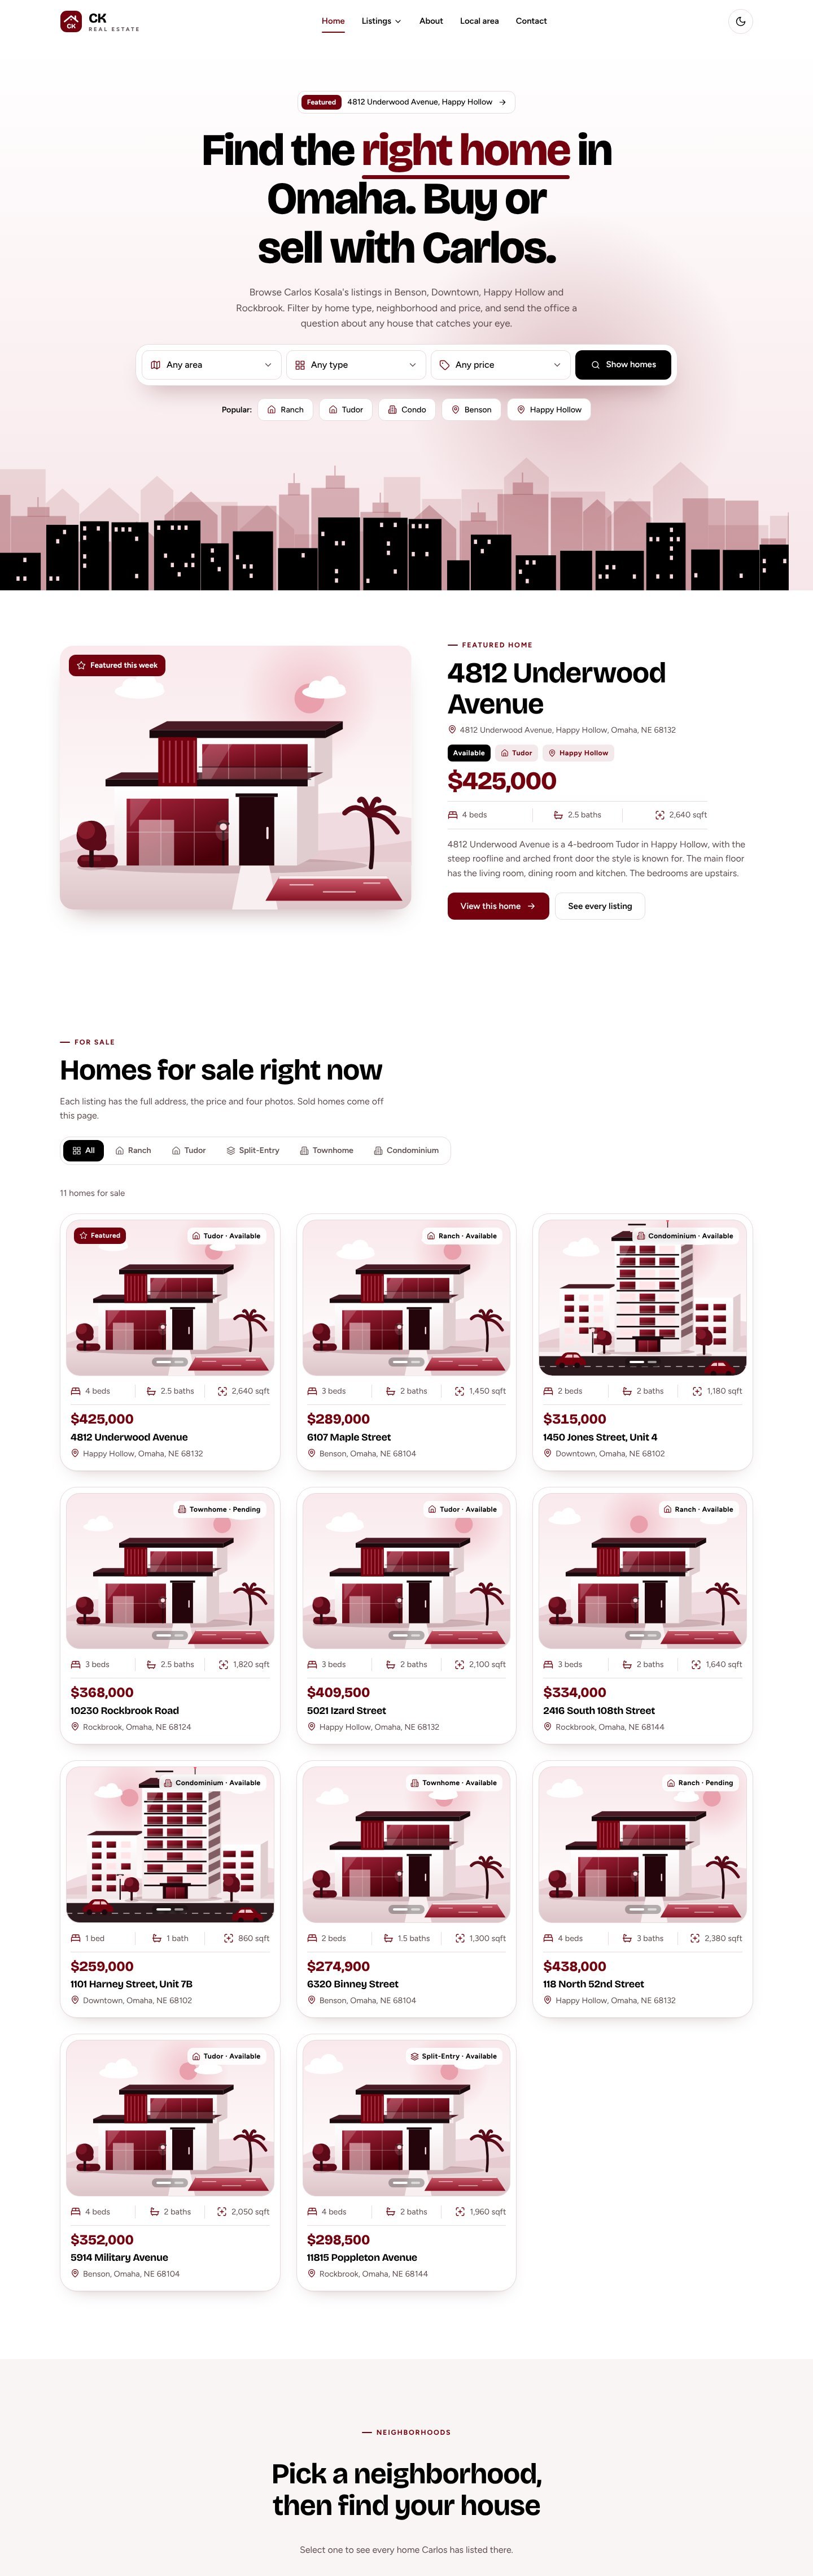 CK
CK
REAL ESTATE
Home
Listings
About
Local area
Contact
Featured
4812 Underwood Avenue, Happy Hollow
Find the right home in
Omaha. Buy or
sell with Carlos.
Browse Carlos Kosala's listings in Benson, Downtown, Happy Hollow and
Rockbrook. Filter by home type, neighborhood and price, and send the office a
question about any house that catches your eye.
Any area
Any type
Any price
Show homes
Popular:
Ranch
Tudor
Condo
Benson
Happy Hollow
Featured this week
FEATURED HOME
4812 Underwood
Avenue
4812 Underwood Avenue, Happy Hollow, Omaha, NE 68132
Available
Tudor
Happy Hollow
$425,000
4 beds
2.5 baths
2,640 sqft
4812 Underwood Avenue is a 4-bedroom Tudor in Happy Hollow, with the
steep roofline and arched front door the style is known for. The main floor
has the living room, dining room and kitchen. The bedrooms are upstairs.
View this home
See every listing
FOR SALE
Homes for sale right now
Each listing has the full address, the price and four photos. Sold homes come off
this page.
All
Ranch
Tudor
Split-Entry
Townhome
Condominium
11 homes for sale
Featured
Tudor · Available
4 beds
2.5 baths
2,640 sqft
$425,000
4812 Underwood Avenue
Happy Hollow, Omaha, NE 68132
Ranch · Available
3 beds
2 baths
1,450 sqft
$289,000
6107 Maple Street
Benson, Omaha, NE 68104
Condominium · Available
2 beds
2 baths
1,180 sqft
$315,000
1450 Jones Street, Unit 4
Downtown, Omaha, NE 68102
Townhome · Pending
3 beds
2.5 baths
1,820 sqft
$368,000
10230 Rockbrook Road
Rockbrook, Omaha, NE 68124
Tudor · Available
3 beds
2 baths
2,100 sqft
$409,500
5021 Izard Street
Happy Hollow, Omaha, NE 68132
Ranch · Available
3 beds
2 baths
1,640 sqft
$334,000
2416 South 108th Street
Rockbrook, Omaha, NE 68144
Condominium · Available
1 bed
1 bath
860 sqft
$259,000
1101 Harney Street, Unit 7B
Downtown, Omaha, NE 68102
Townhome · Available
2 beds
1.5 baths
1,300 sqft
$274,900
6320 Binney Street
Benson, Omaha, NE 68104
Ranch · Pending
4 beds
3 baths
2,380 sqft
$438,000
118 North 52nd Street
Happy Hollow, Omaha, NE 68132
Tudor · Available
4 beds
2 baths
2,050 sqft
$352,000
5914 Military Avenue
Benson, Omaha, NE 68104
Split-Entry · Available
4 beds
2 baths
1,960 sqft
$298,500
11815 Poppleton Avenue
Rockbrook, Omaha, NE 68144
NEIGHBORHOODS
Pick a neighborhood,
then find your house
Select one to see every home Carlos has listed there.